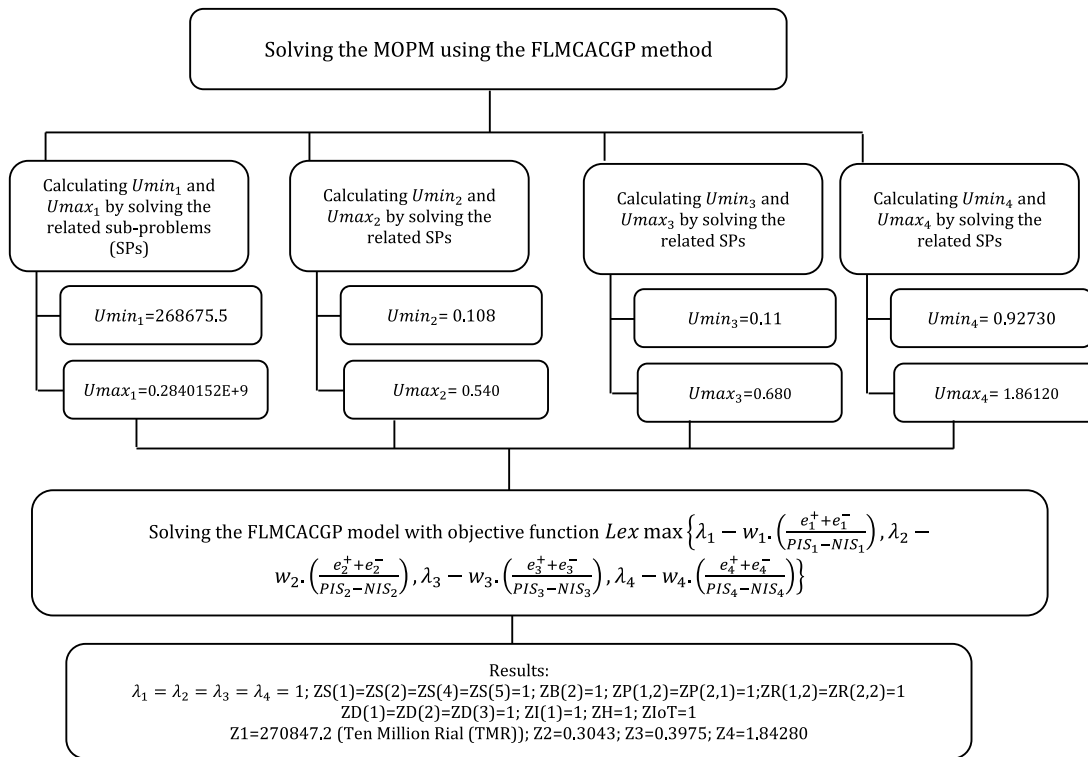 Solving the MOPM using the FLMCACGP method
Calculating Umin₁ and
Umax₁ by solving the
related sub-problems
(SPs)
Umin₁=268675.5
Umax₁=0.2840152E+9
Calculating Umin₂ and
Umax₂ by solving the
related SPs
Umin₂= 0.108
Umax₂= 0.540
Calculating Umin₃ and
Umax₃ by solving the
related SPs
Umin₃=0.11
Umax₃=0.680
Calculating Umin₄ and
Umax₄ by solving the
related SPs
Umin₄= 0.92730
Umax₄= 1.86120
Solving the FLMCACGP model with objective function Lex max{λ₁ − w₁.(e₁⁺+e₁⁻/PIS₁−NIS₁), λ₂ −
w₂.(e₂⁺+e₂⁻/PIS₂−NIS₂), λ₃ − w₃.(e₃⁺+e₃⁻/PIS₃−NIS₃), λ₄ − w₄.(e₄⁺+e₄⁻/PIS₄−NIS₄)}
Results:
λ₁ = λ₂ = λ₃ = λ₄ = 1; ZS(1)=ZS(2)=ZS(4)=ZS(5)=1; ZB(2)=1; ZP(1,2)=ZP(2,1)=1;ZR(1,2)=ZR(2,2)=1
ZD(1)=ZD(2)=ZD(3)=1; ZI(1)=1; ZH=1; ZIoT=1
Z1=270847.2 (Ten Million Rial (TMR)); Z2=0.3043; Z3=0.3975; Z4=1.84280